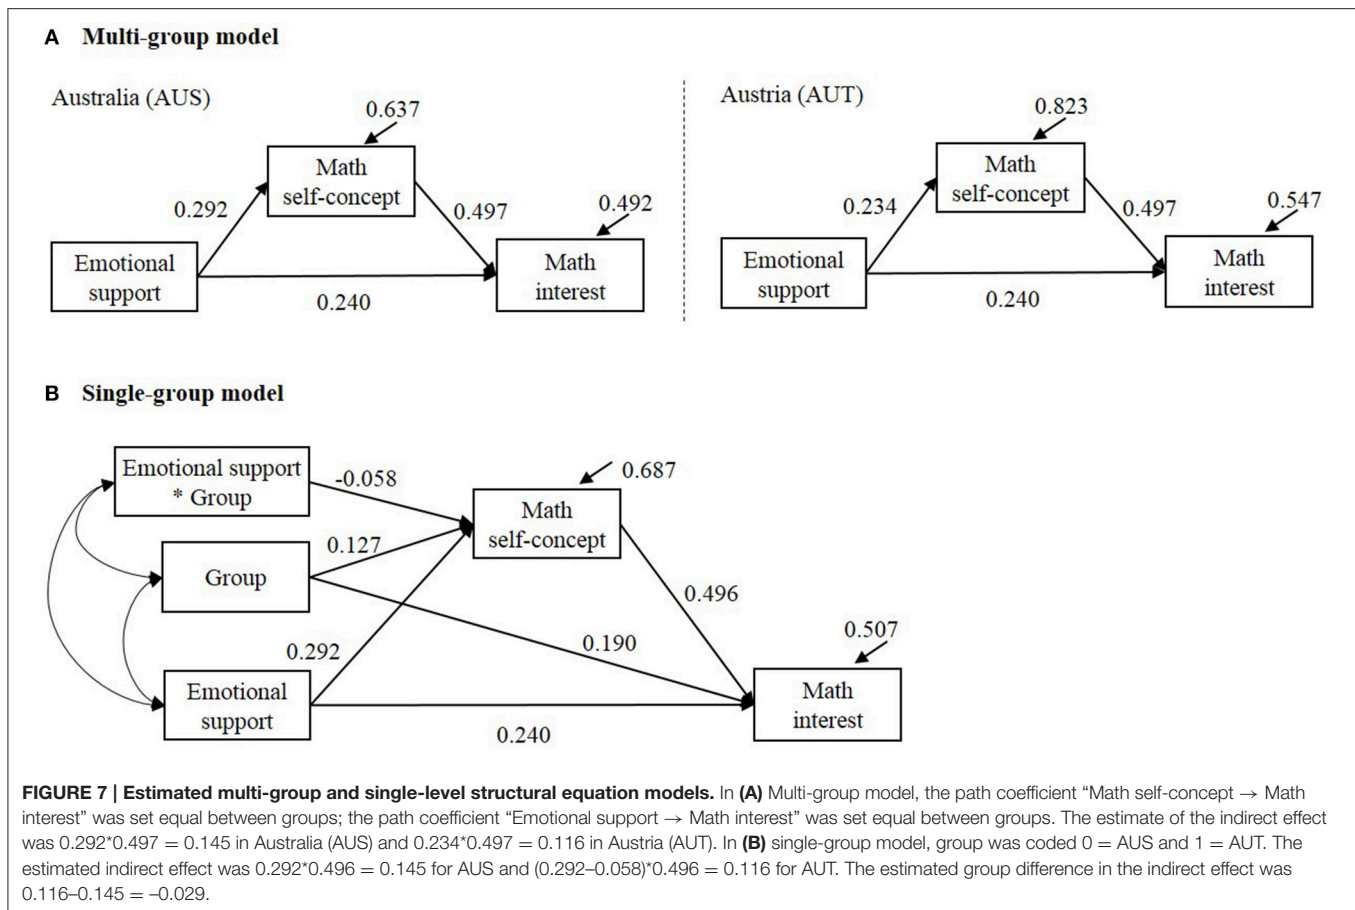 A Multi-group model
Australia (AUS)
0.637
Math
self-concept
0.292
0.497
0.492
Emotional
support
Math
interest
0.240
Austria (AUT)
0.823
Math
self-concept
0.234
0.497
0.547
Emotional
support
Math
interest
0.240
B Single-group model
Emotional support
* Group
-0.058
0.687
Math
self-concept
0.127
Group
0.496
0.292
0.190
0.507
Emotional
support
Math
interest
0.240
FIGURE 7 | Estimated multi-group and single-level structural equation models. In (A) Multi-group model, the path coefficient “Math self-concept → Math
interest” was set equal between groups; the path coefficient “Emotional support → Math interest” was set equal between groups. The estimate of the indirect effect
was 0.292*0.497 = 0.145 in Australia (AUS) and 0.234*0.497 = 0.116 in Austria (AUT). In (B) single-group model, group was coded 0 = AUS and 1 = AUT. The
estimated indirect effect was 0.292*0.496 = 0.145 for AUS and (0.292–0.058)*0.496 = 0.116 for AUT. The estimated group difference in the indirect effect was
0.116–0.145 = –0.029.